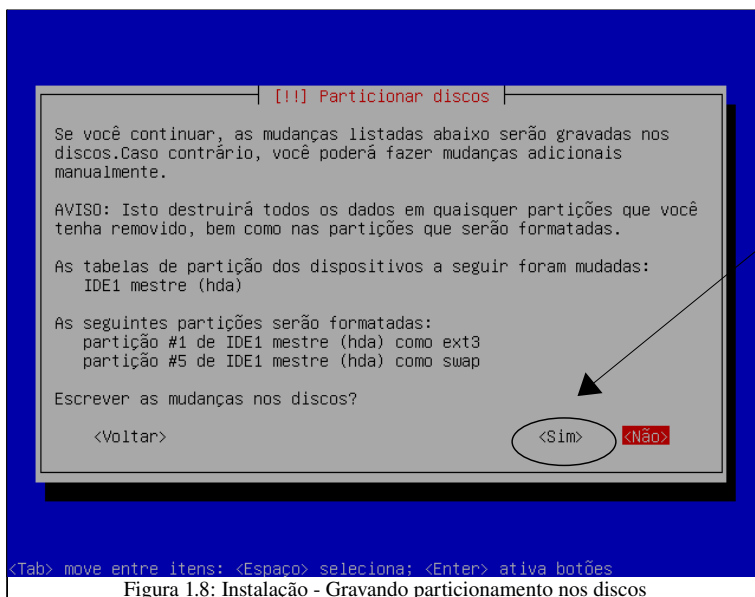 [!!] Particionar discos
Se você continuar, as mudanças listadas abaixo serão gravadas nos
discos.Caso contrário, você poderá fazer mudanças adicionais
manualmente.
AVISO: Isto destruirá todos os dados em quaisquer partições que você
tenha removido, bem como nas partições que serão formatadas.
As tabelas de partição dos dispositivos a seguir foram mudadas:
IDE1 mestre (hda)
As seguintes partições serão formatadas:
partição #1 de IDE1 mestre (hda) como ext3
partição #5 de IDE1 mestre (hda) como swap
Escrever as mudanças nos discos?
<Voltar> <Sim> <Não>
<Tab> move entre itens: <Espaço> seleciona; <Enter> ativa botões
Figura 1.8: Instalação - Gravando particionamento nos discos